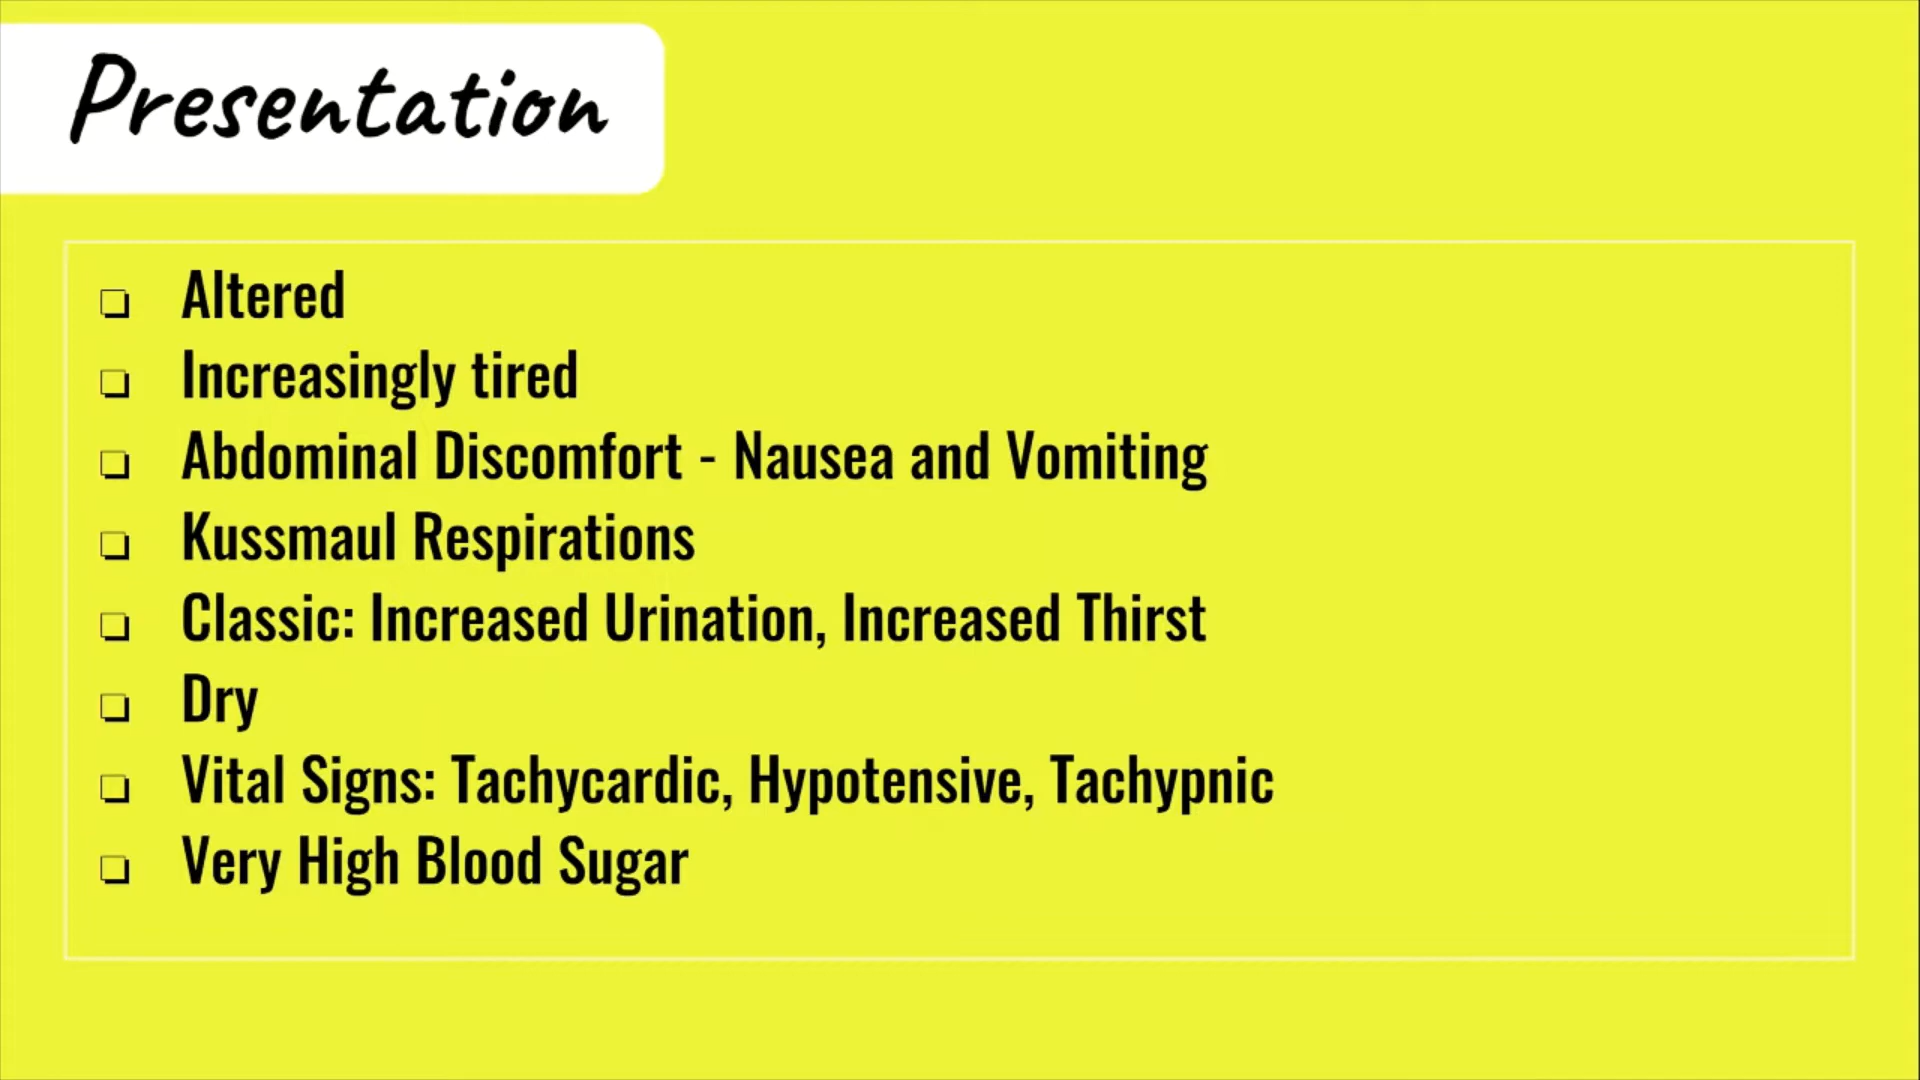 Presentation
Altered
Increasingly tired
Abdominal Discomfort - Nausea and Vomiting
Kussmaul Respirations
Classic: Increased Urination, Increased Thirst
Dry
Vital Signs: Tachycardic, Hypotensive, Tachypnic
Very High Blood Sugar